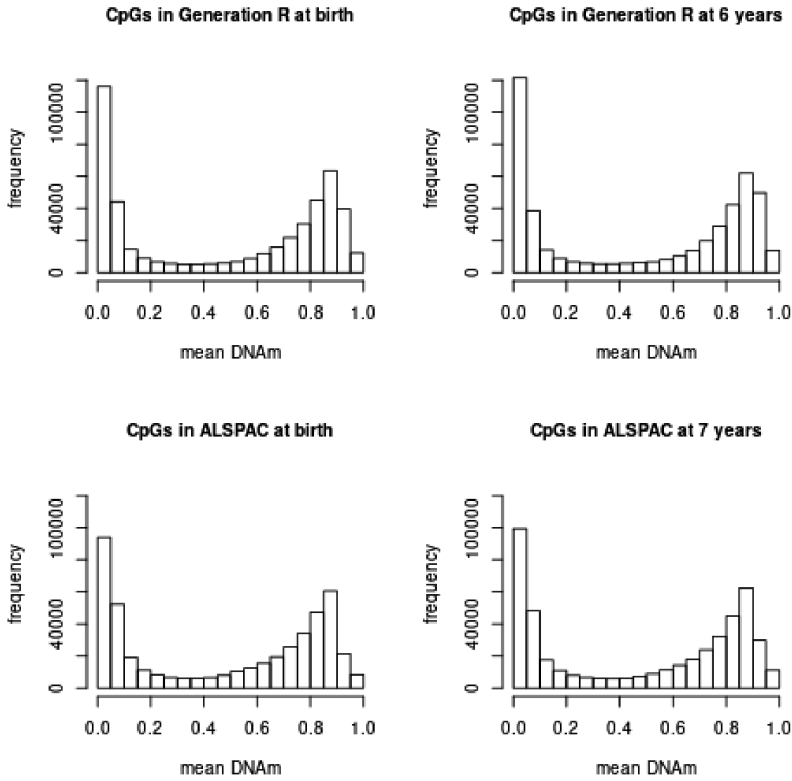 CpGs in Generation R at birth
frequency
0 40000 100000
0.0 0.2 0.4 0.6 0.8 1.0
mean DNAm
CpGs in Generation R at 6 years
frequency
0 40000 100000
0.0 0.2 0.4 0.6 0.8 1.0
mean DNAm
CpGs in ALSPAC at birth
frequency
0 40000 100000
0.0 0.2 0.4 0.6 0.8 1.0
mean DNAm
CpGs in ALSPAC at 7 years
frequency
0 40000 100000
0.0 0.2 0.4 0.6 0.8 1.0
mean DNAm